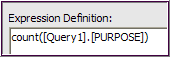 Expression Definition:
count([Query1].[PURPOSE])